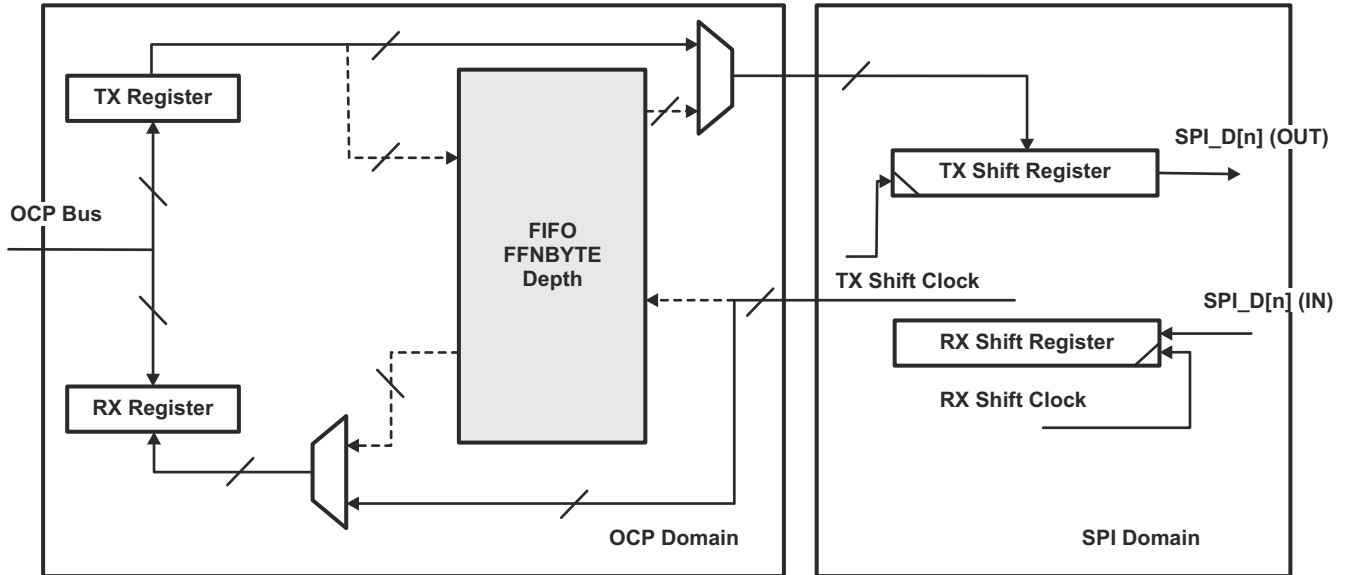 TX Register
SPI_D[n] (OUT)
TX Shift Register
OCP Bus
FIFO
FFNBYTE
Depth
TX Shift Clock
SPI_D[n] (IN)
RX Shift Register
RX Register
RX Shift Clock
OCP Domain
SPI Domain